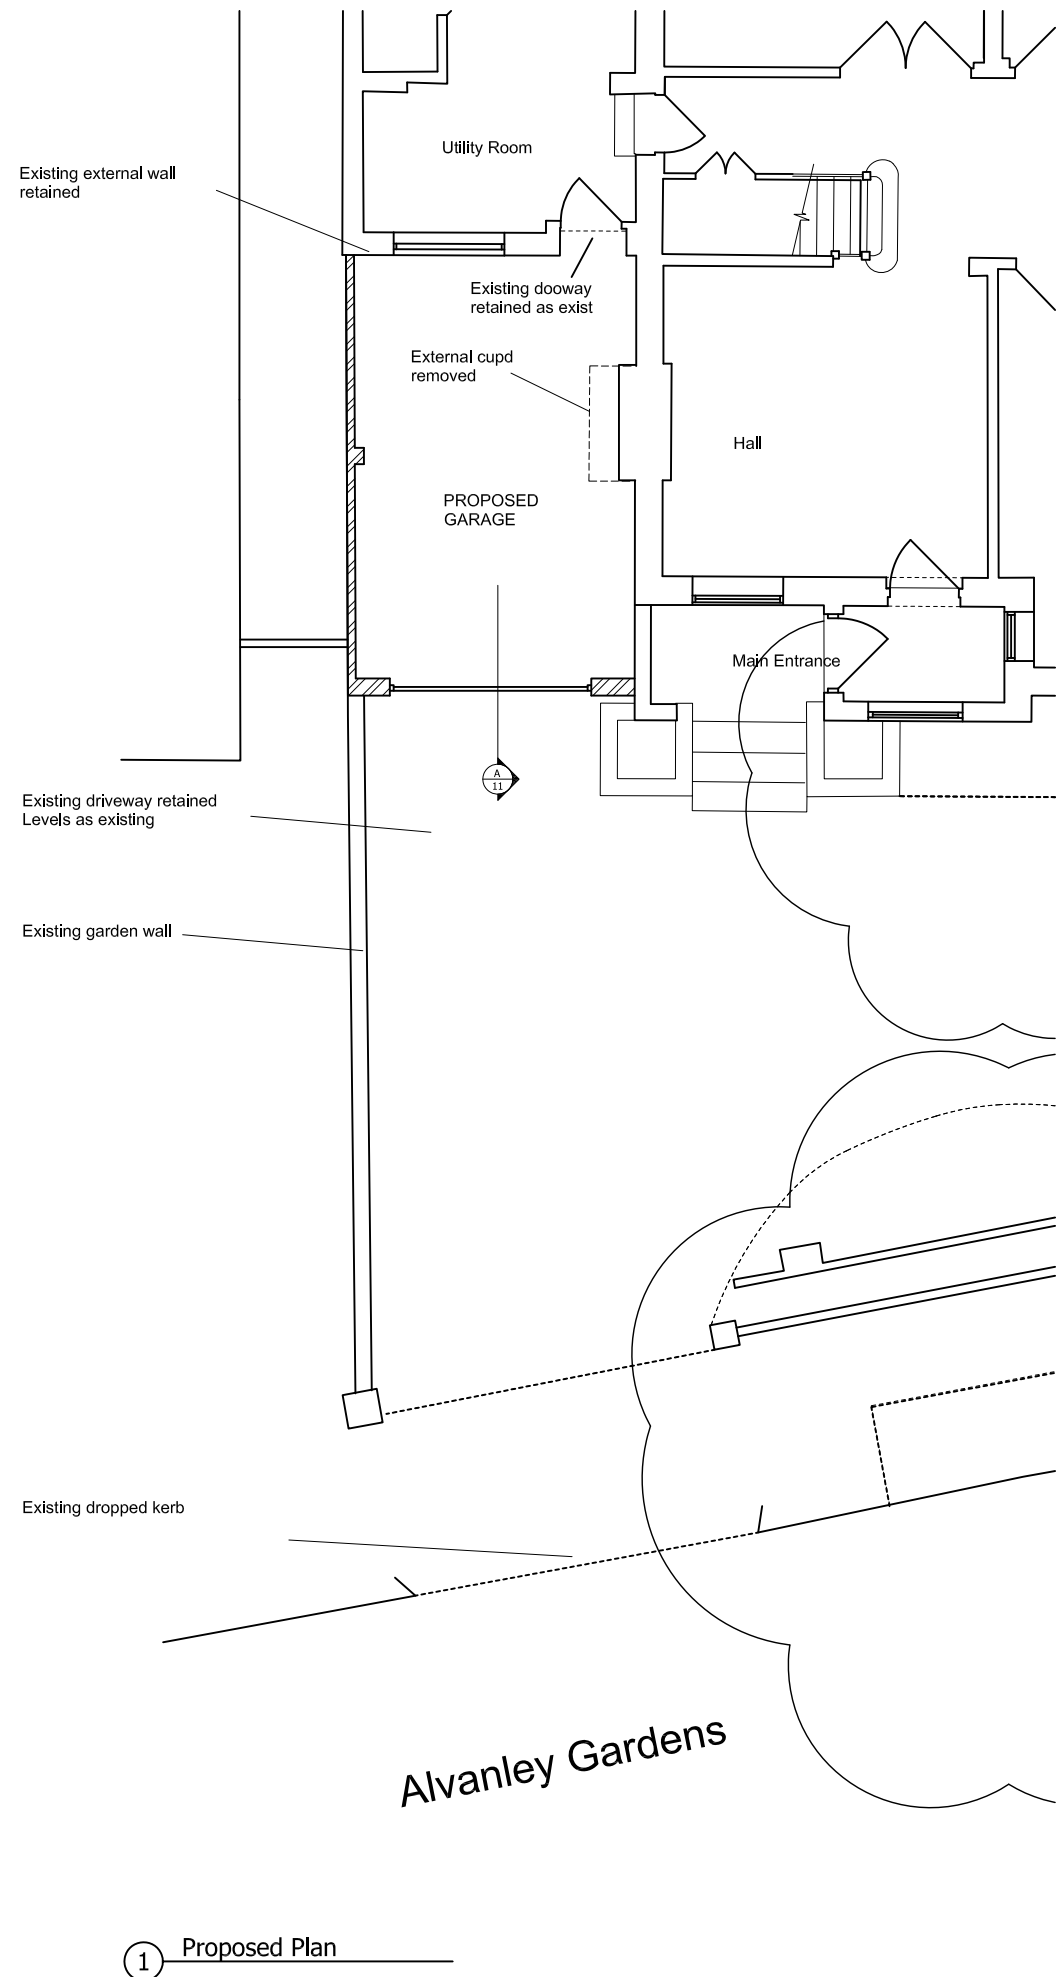 Utility Room
Existing external wall
retained
Existing dooway
retained as exist
External cupd
removed
Hall
PROPOSED
GARAGE
Main Entrance
A
11
Existing driveway retained
Levels as existing
Existing garden wall
Existing dropped kerb
Alvanley Gardens
1 Proposed Plan